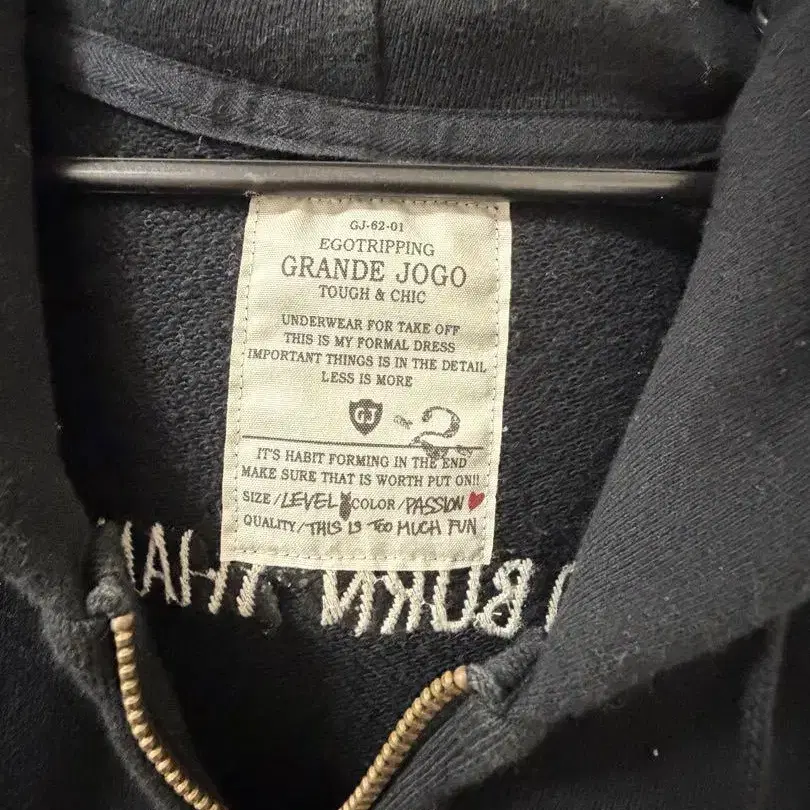 GJ-62-01
EGOTRIPPING
GRANDE JOGO
TOUGH & CHIC
UNDERWEAR FOR TAKE OFF
THIS IS MY FORMAL DRESS
IMPORTANT THINGS IS IN THE DETAIL
LESS IS MORE
GJ
-2
IT'S HABIT FORMING IN THE END
MAKE SURE THAT IS WORTH PUT ON!!
SIZE/LEVEL COLOR/PASSION
QUALITY/THIS IS TOO MUCH FUN
BURN